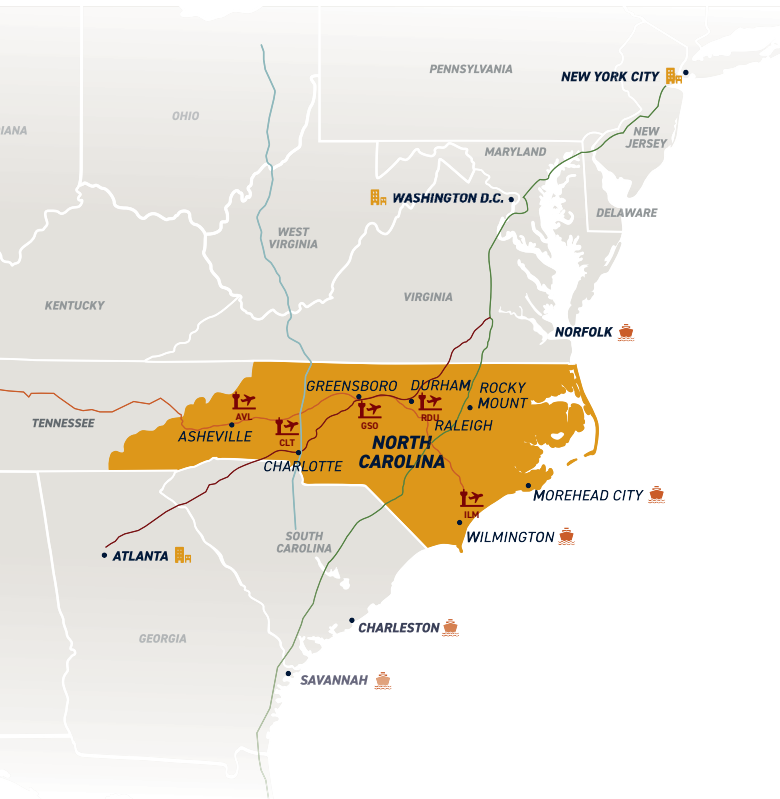 PENNSYLVANIA
NEW YORK CITY
OHIO
IANA
NEW
JERSEY
MARYLAND
WASHINGTON D.C.
DELAWARE
WEST
VIRGINIA
VIRGINIA
KENTUCKY
NORFOLK
GREENSBORO
DURHAM
ROCKY
MOUNT
AVL
GSO
RDU
TENNESSEE
ASHEVILLE
CLT
RALEIGH
NORTH
CAROLINA
CHARLOTTE
MOREHEAD CITY
ILM
WILMINGTON
SOUTH
CAROLINA
ATLANTA
CHARLESTON
GEORGIA
SAVANNAH